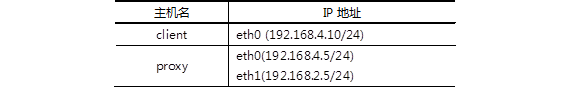 主机名 IP 地址
client eth0 (192.168.4.10/24)
proxy eth0(192.168.4.5/24)
eth1(192.168.2.5/24)